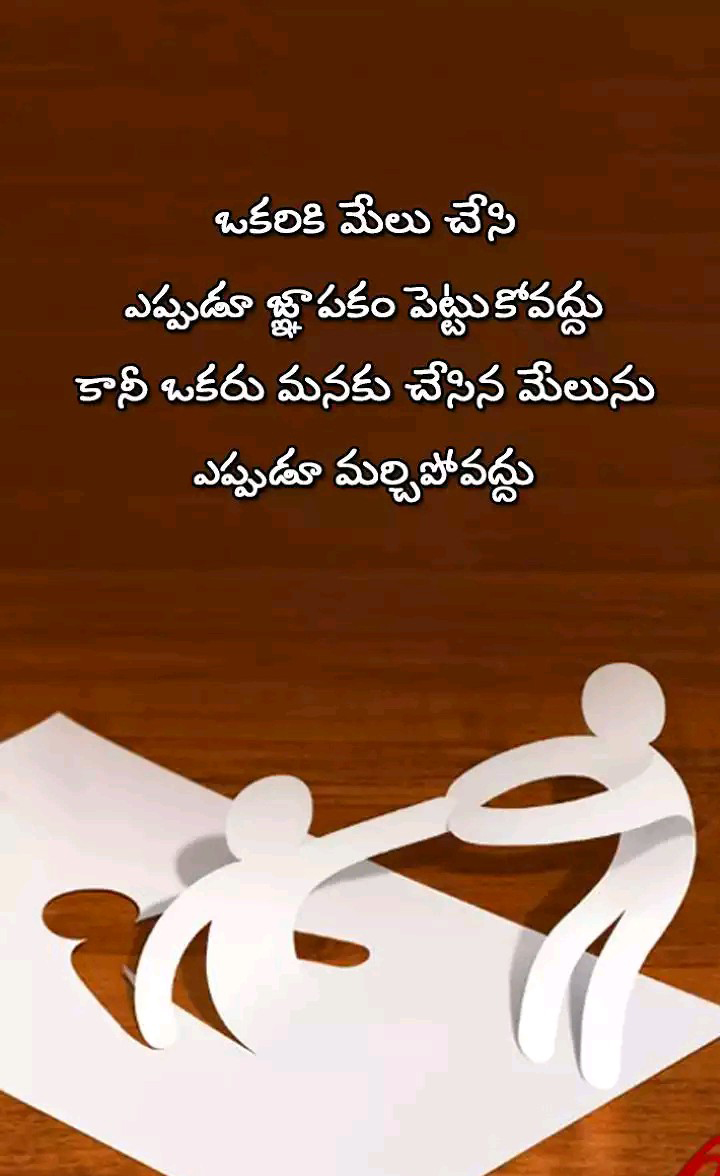 ఒకరికి మేలు చేసి
ఎప్పుడూ జ్ఞాపకం పెట్టుకోవద్దు
కానీ ఒకరు మనకు చేసిన మేలును
ఎప్పుడూ మర్చిపోవద్దు